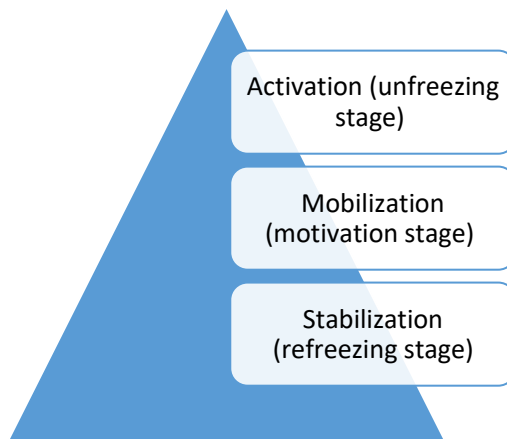 Activation (unfreezing
stage)
Mobilization
(motivation stage)
Stabilization
(refreezing stage)